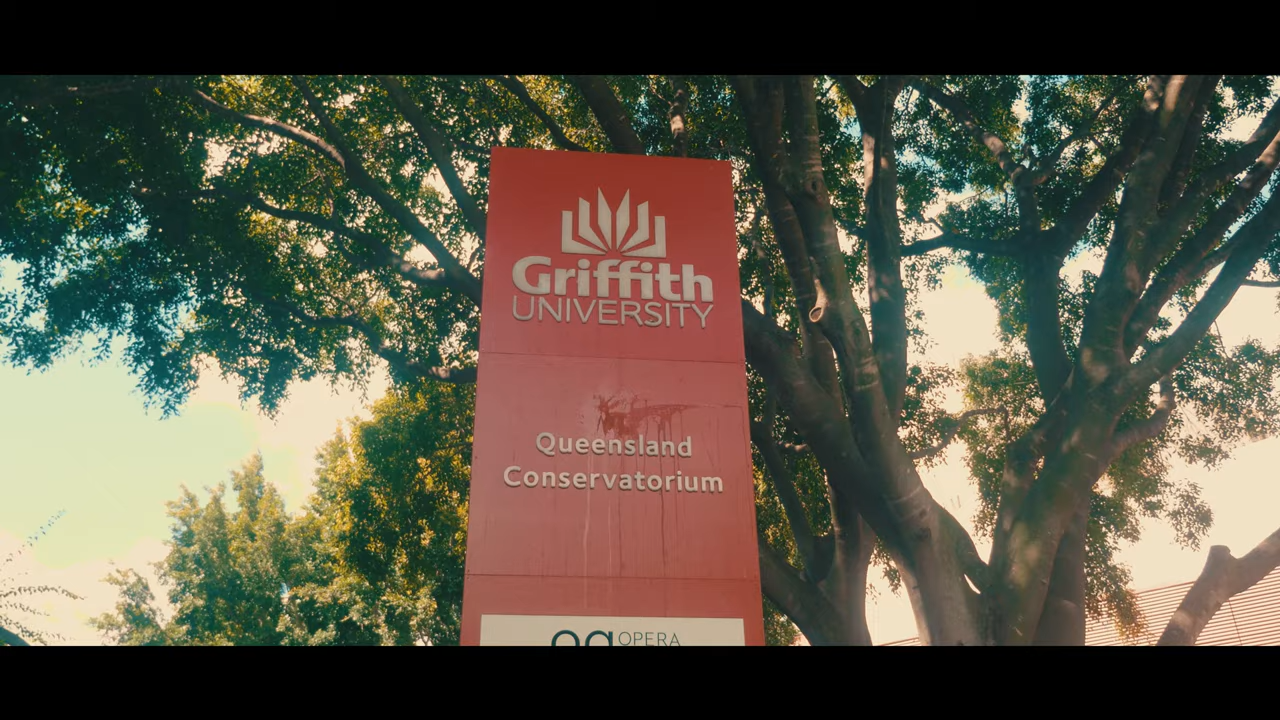 Griffith
UNIVERSITY
Queensland
Conservatorium
OPERA